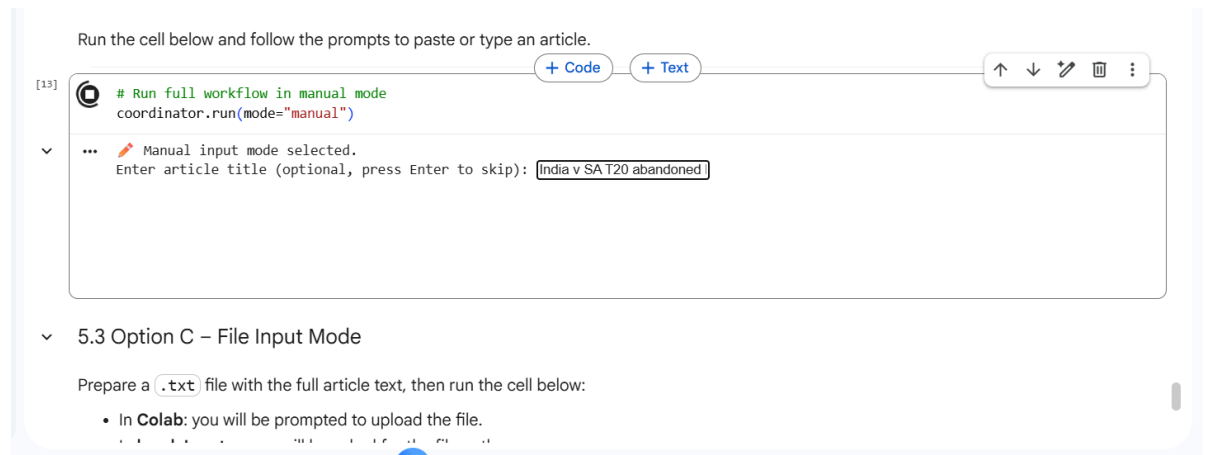 Run the cell below and follow the prompts to paste or type an article.
+ Code
+ Text
[13]
# Run full workflow in manual mode
coordinator.run(mode="manual")
Manual input mode selected.
Enter article title (optional, press Enter to skip): India v SA T20 abandoned
5.3 Option C – File Input Mode
Prepare a .txt file with the full article text, then run the cell below:
• In Colab: you will be prompted to upload the file.